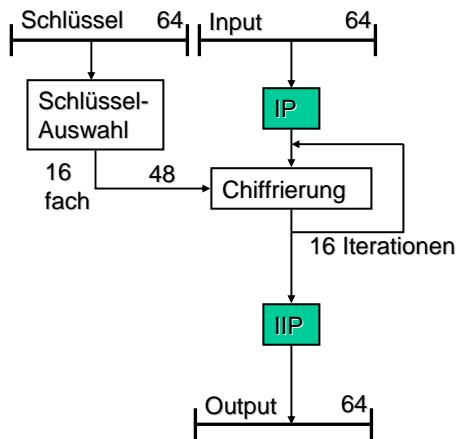 Schlüssel 64
Input 64
Schlüssel-
Auswahl
IP
16
fach
48
Chiffrierung
16 Iterationen
IIP
Output 64